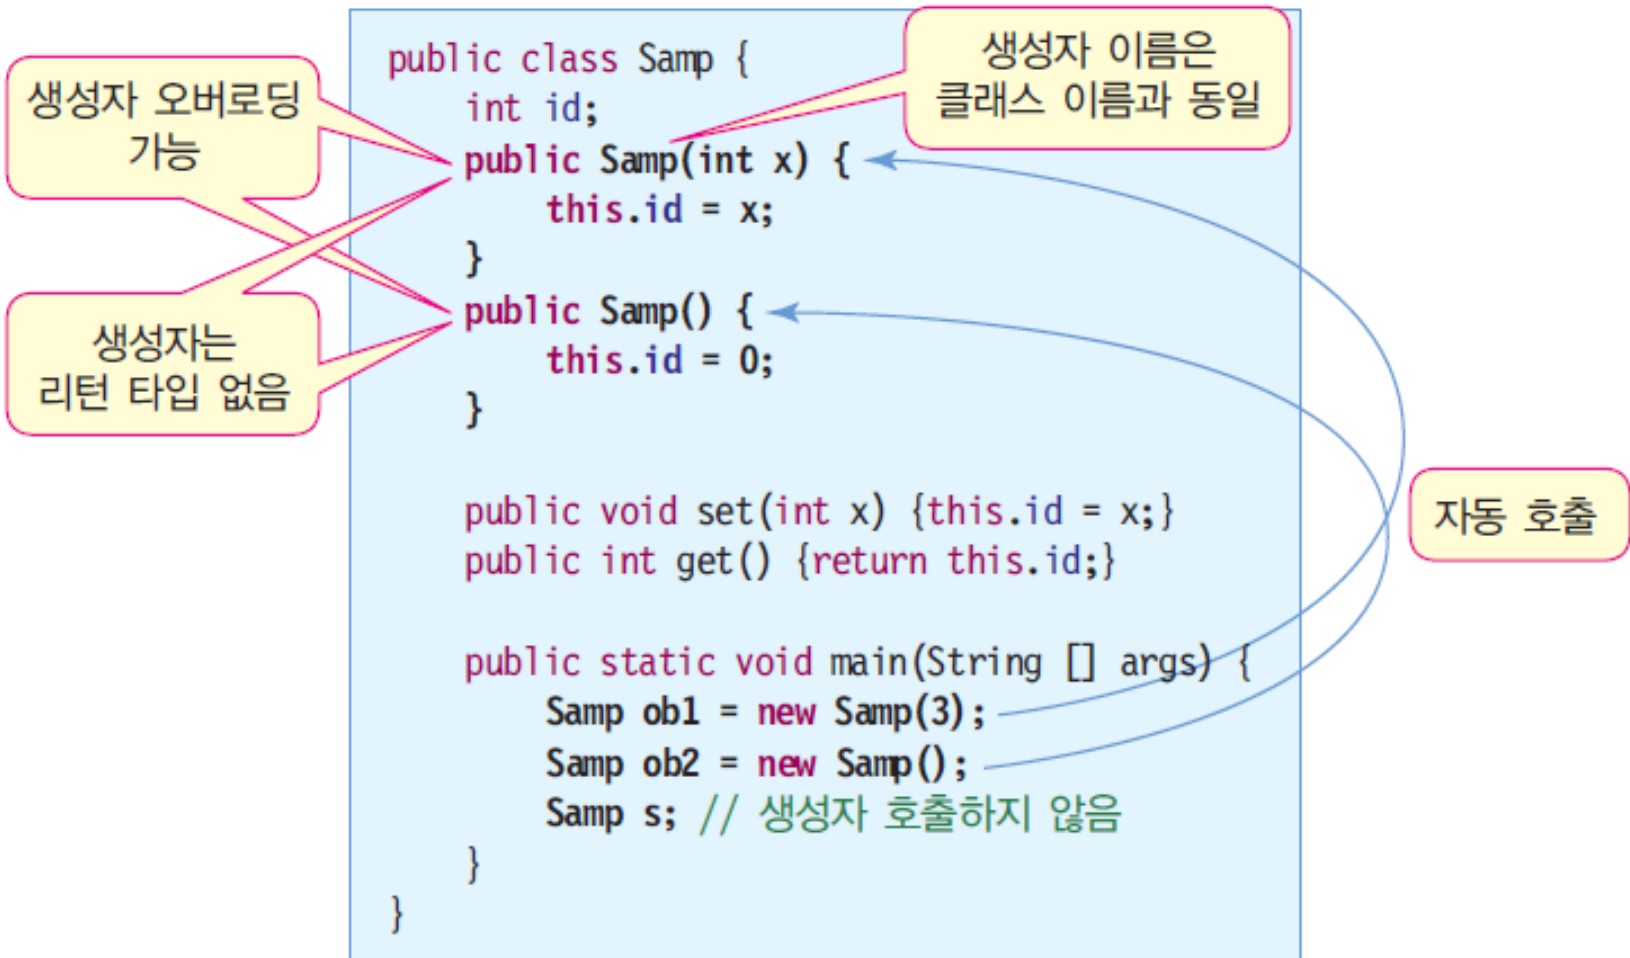 생성자 오버로딩
가능
생성자 이름은
클래스 이름과 동일
생성자는
리턴 타입 없음
자동 호출
public class Samp {
int id;
public Samp(int x) {
this.id = x;
}
public Samp() {
this.id = 0;
}
public void set(int x) {this.id = x;}
public int get() {return this.id;}
public static void main(String [] args) {
Samp ob1 = new Samp(3);
Samp ob2 = new Samp();
Samp s; // 생성자 호출하지 않음
}
}